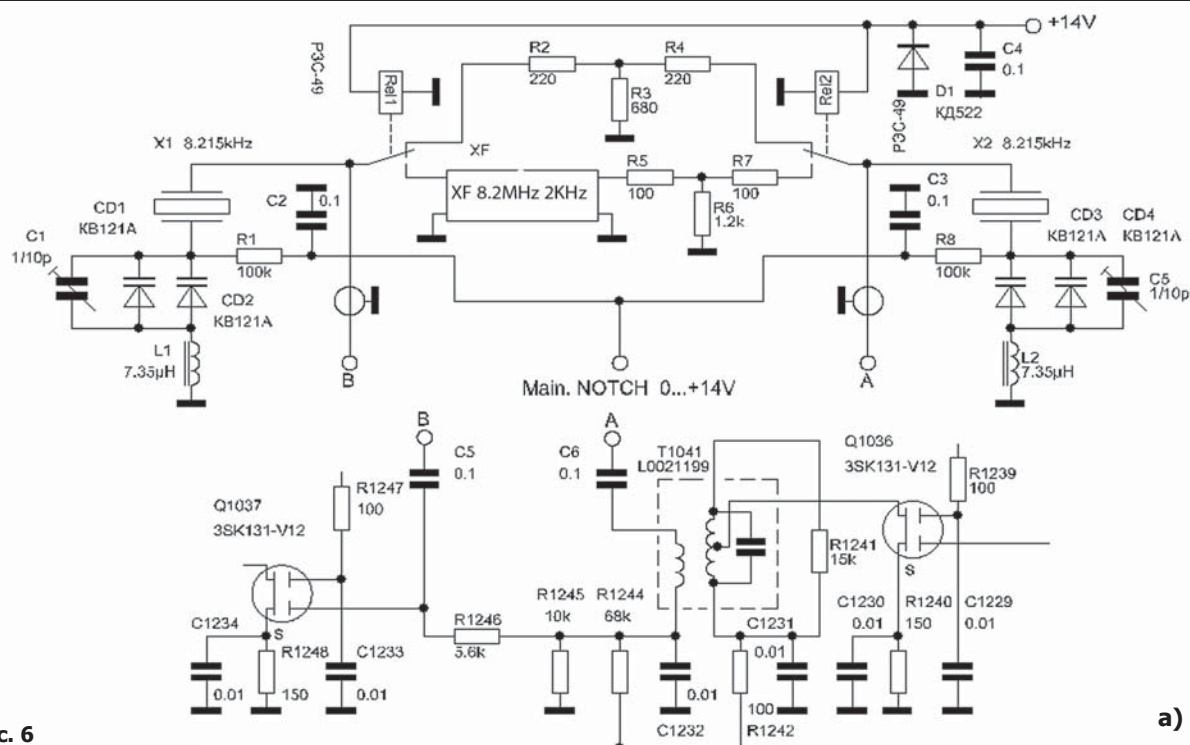 +14V
РЭС-49
Rel1
R2
220
R4
220
R3
680
Rel2
C4
0.1
D1
КД522
РЭС-49
X1 8.215kHz
XF
XF 8.2MHz 2KHz
R5
100
R7
100
R6
1.2k
X2 8.215kHz
CD1
KB121A
C2
0.1
C3
0.1
CD3
KB121A
CD4
KB121A
C1
1/10p
R1
100k
R8
100k
C5
1/10p
CD2
KB121A
L1
7.35µH
B
Main. NOTCH 0...+14V
A
L2
7.35µH
B
C5
0.1
A
C6
0.1
T1041
L0021199
Q1036
3SK131-V12
R1239
100
Q1037
3SK131-V12
R1247
100
R1241
15k
S
S
C1234
0.01
R1248
150
C1233
0.01
R1246
5.6k
R1245
10k
R1244
68k
C1231
0.01
C1230
0.01
R1240
150
C1229
0.01
0.01
C1232
100
R1242
с. 6
а)